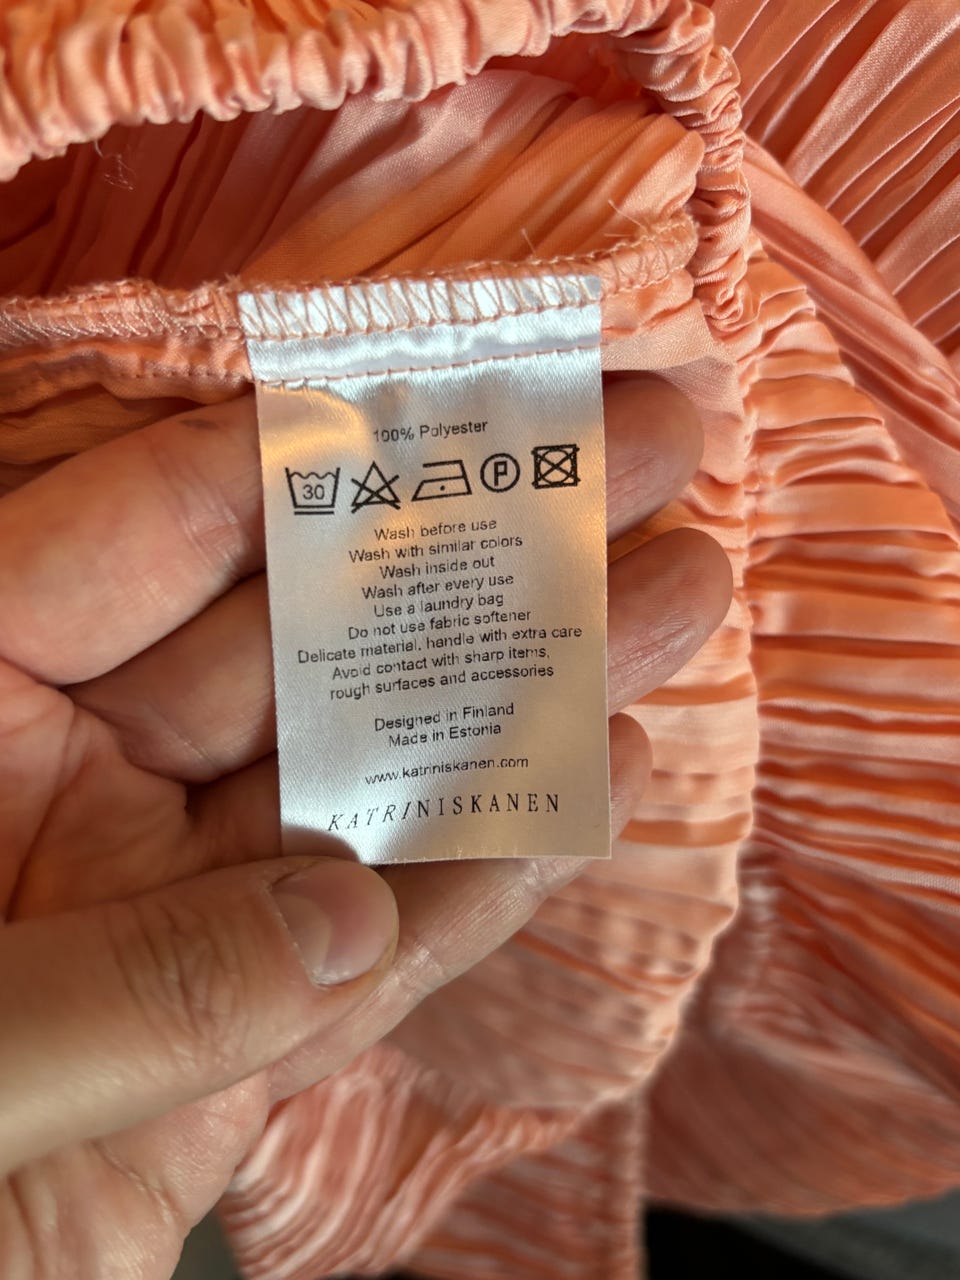 100% Polyester
30 P
Wash before use
Wash with similar colors
Wash inside out
Wash after every use
Use a laundry bag
Do not use fabric softener
Delicate material, handle with extra care
Avoid contact with sharp items,
rough surfaces and accessories
Designed in Finland
Made in Estonia
www.katriniskanen.com
KATRINISKANEN